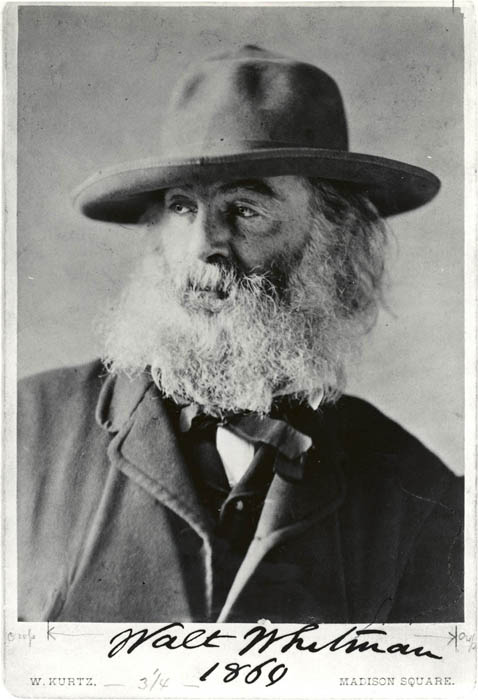 Walt Whitman
1869
W. KURTZ. — 3/4 — MADISON SQUARE.